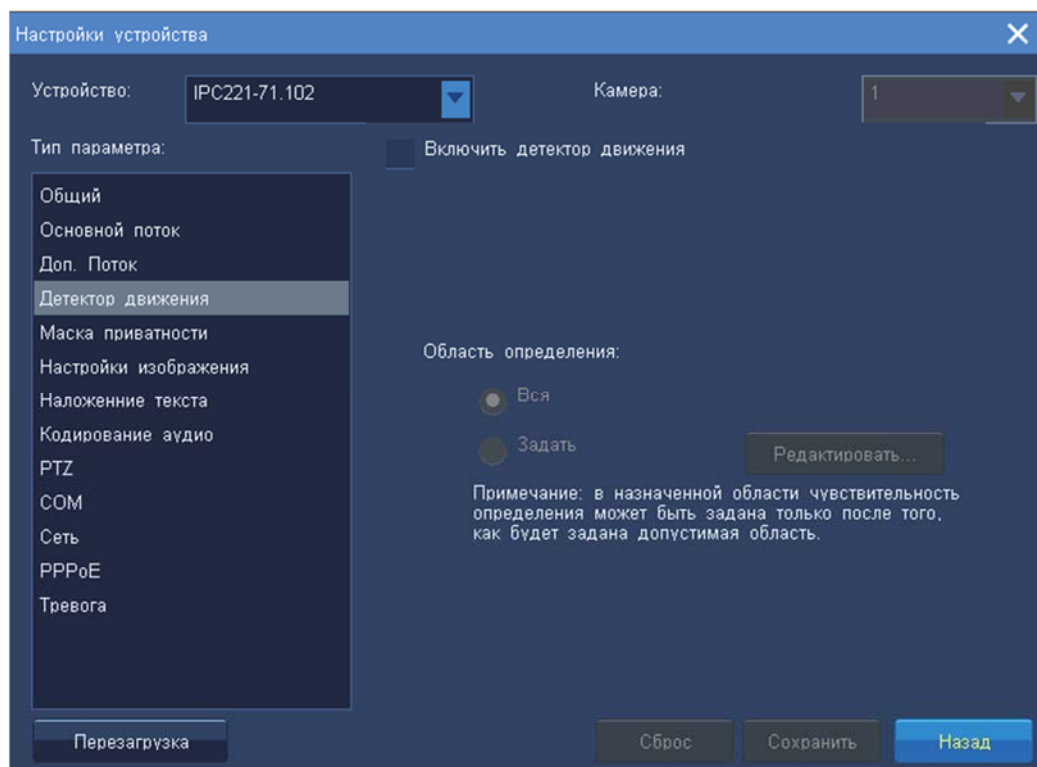 Настройки устройства
Устройство:
IPC221-71.102
Камера:
1
Тип параметра:
Включить детектор движения
Общий
Основной поток
Доп. Поток
Детектор движения
Маска приватности
Настройки изображения
Наложенние текста
Кодирование аудио
PTZ
COM
Сеть
PPPoE
Тревога
Область определения:
Вся
Задать
Редактировать...
Примечание: в назначенной области чувствительность
определения может быть задана только после того,
как будет задана допустимая область.
Перезагрузка
Сброс
Сохранить
Назад